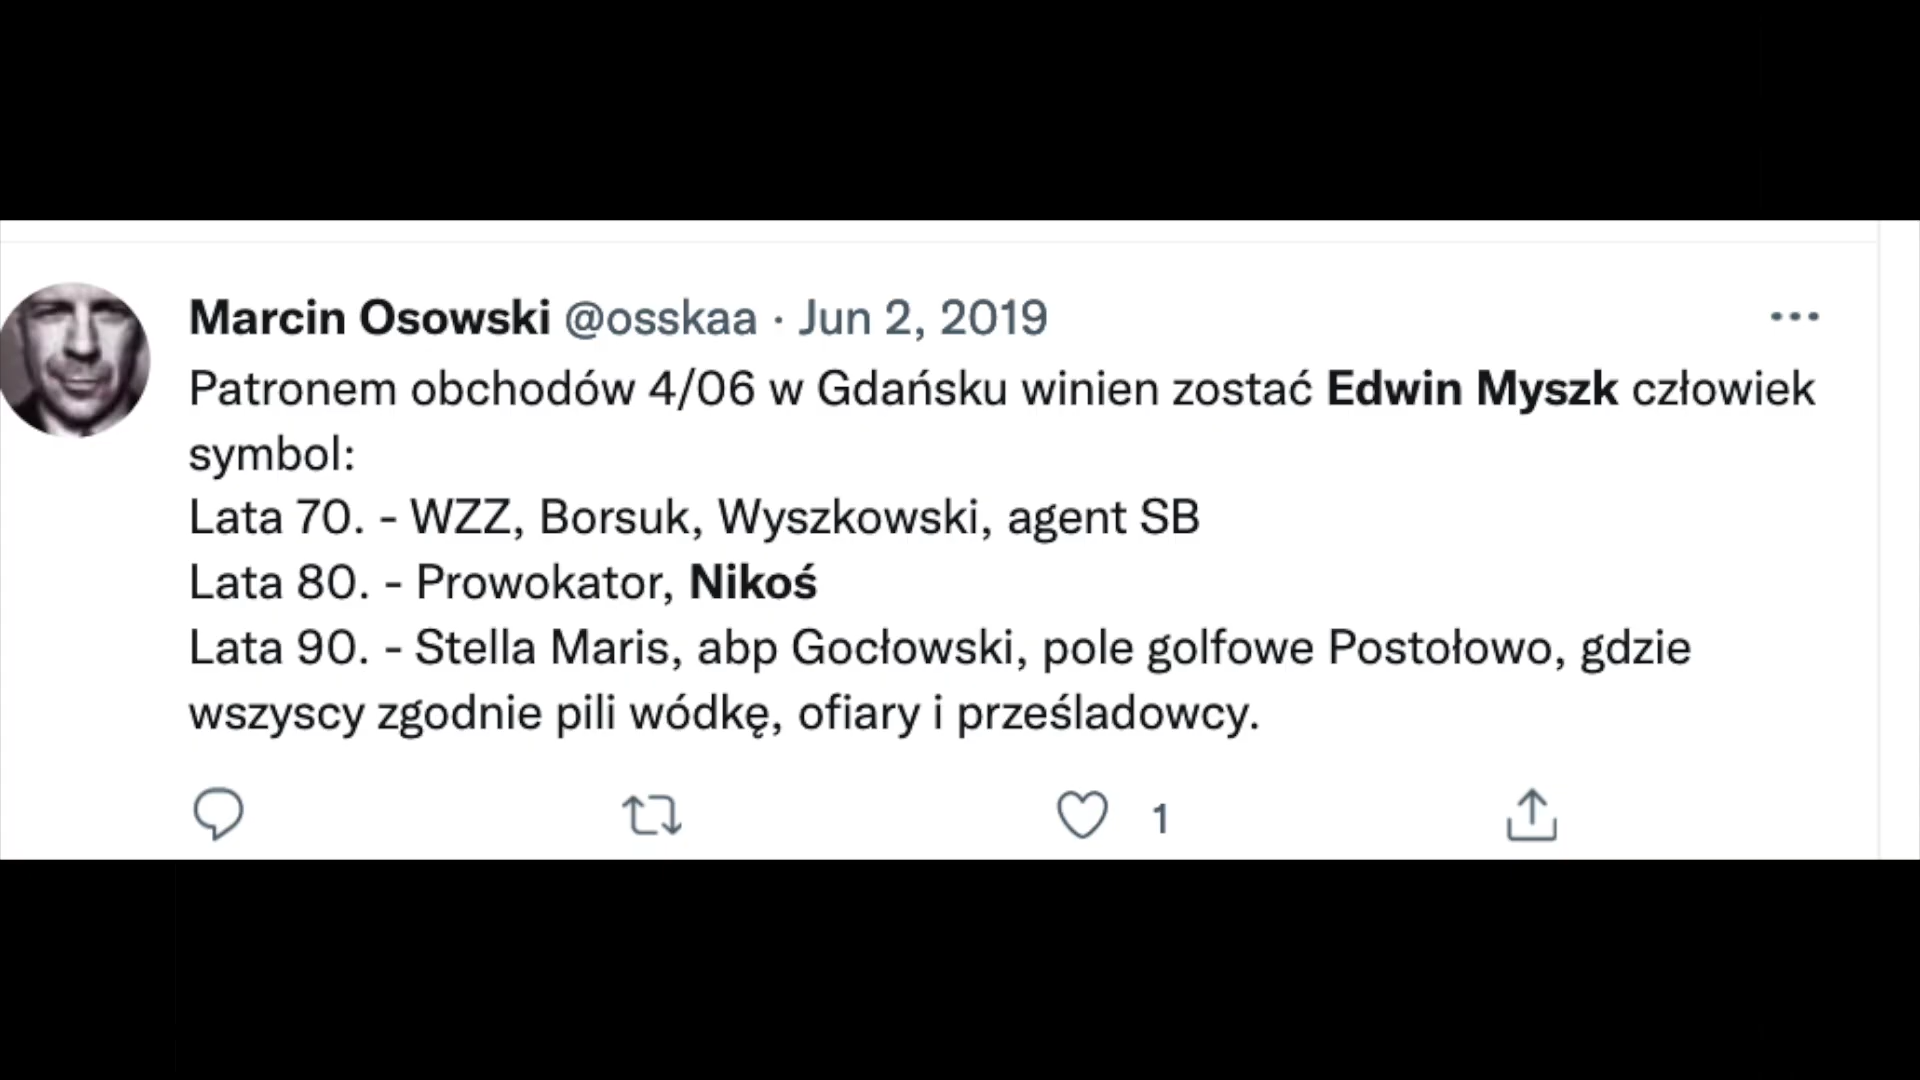 Marcin Osowski @osskaa · Jun 2, 2019
Patronem obchodów 4/06 w Gdańsku winien zostać Edwin Myszk człowiek
symbol:
Lata 70. - WZZ, Borsuk, Wyszkowski, agent SB
Lata 80. - Prowokator, Nikoś
Lata 90. - Stella Maris, abp Gocłowski, pole golfowe Postołowo, gdzie
wszyscy zgodnie pili wódkę, ofiary i prześladowcy.
1